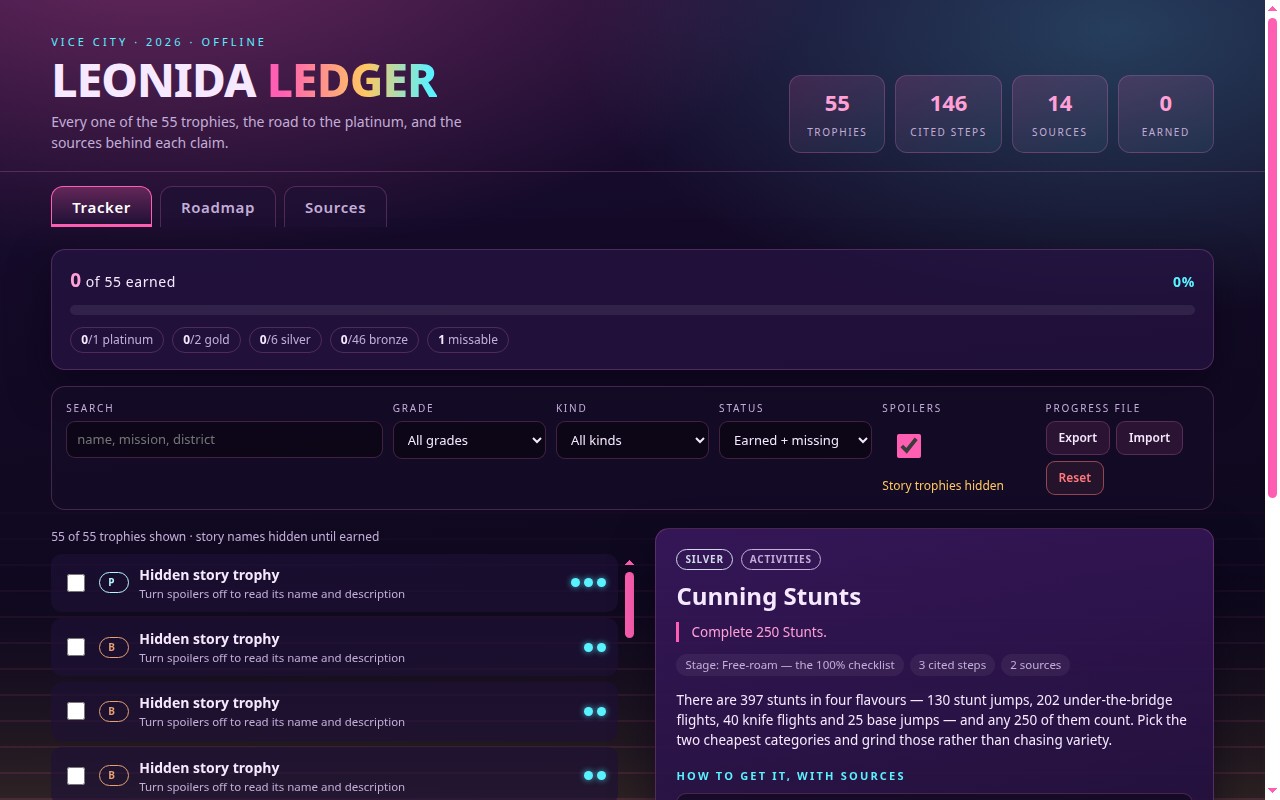 VICE CITY · 2026 · OFFLINE
LEONIDA LEDGER
Every one of the 55 trophies, the road to the platinum, and the
sources behind each claim.
55
TROPHIES
146
CITED STEPS
14
SOURCES
0
EARNED
Tracker
Roadmap
Sources
0 of 55 earned
0%
0/1 platinum
0/2 gold
0/6 silver
0/46 bronze
1 missable
SEARCH
name, mission, district
GRADE
All grades
KIND
All kinds
STATUS
Earned + missing
SPOILERS
Story trophies hidden
PROGRESS FILE
Export
Import
Reset
55 of 55 trophies shown · story names hidden until earned
P
Hidden story trophy
Turn spoilers off to read its name and description
B
Hidden story trophy
Turn spoilers off to read its name and description
B
Hidden story trophy
Turn spoilers off to read its name and description
B
Hidden story trophy
Turn spoilers off to read its name and description
SILVER
ACTIVITIES
Cunning Stunts
Complete 250 Stunts.
Stage: Free-roam — the 100% checklist
3 cited steps
2 sources
There are 397 stunts in four flavours — 130 stunt jumps, 202 under-the-bridge
flights, 40 knife flights and 25 base jumps — and any 250 of them count. Pick the
two cheapest categories and grind those rather than chasing variety.
HOW TO GET IT, WITH SOURCES